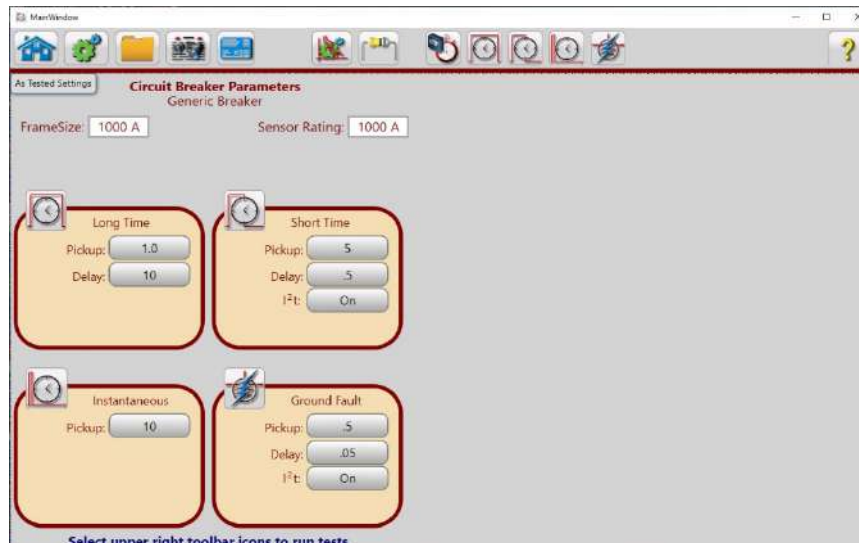 MainWindow
As Tested Settings
Circuit Breaker Parameters
Generic Breaker
FrameSize: 1000 A
Sensor Rating: 1000 A
Long Time
Pickup: 1.0
Delay: 10
Short Time
Pickup: 5
Delay: .5
I²t: On
Instantaneous
Pickup: 10
Ground Fault
Pickup: .5
Delay: .05
I²t: On
Select upper right toolbar icons to run tests